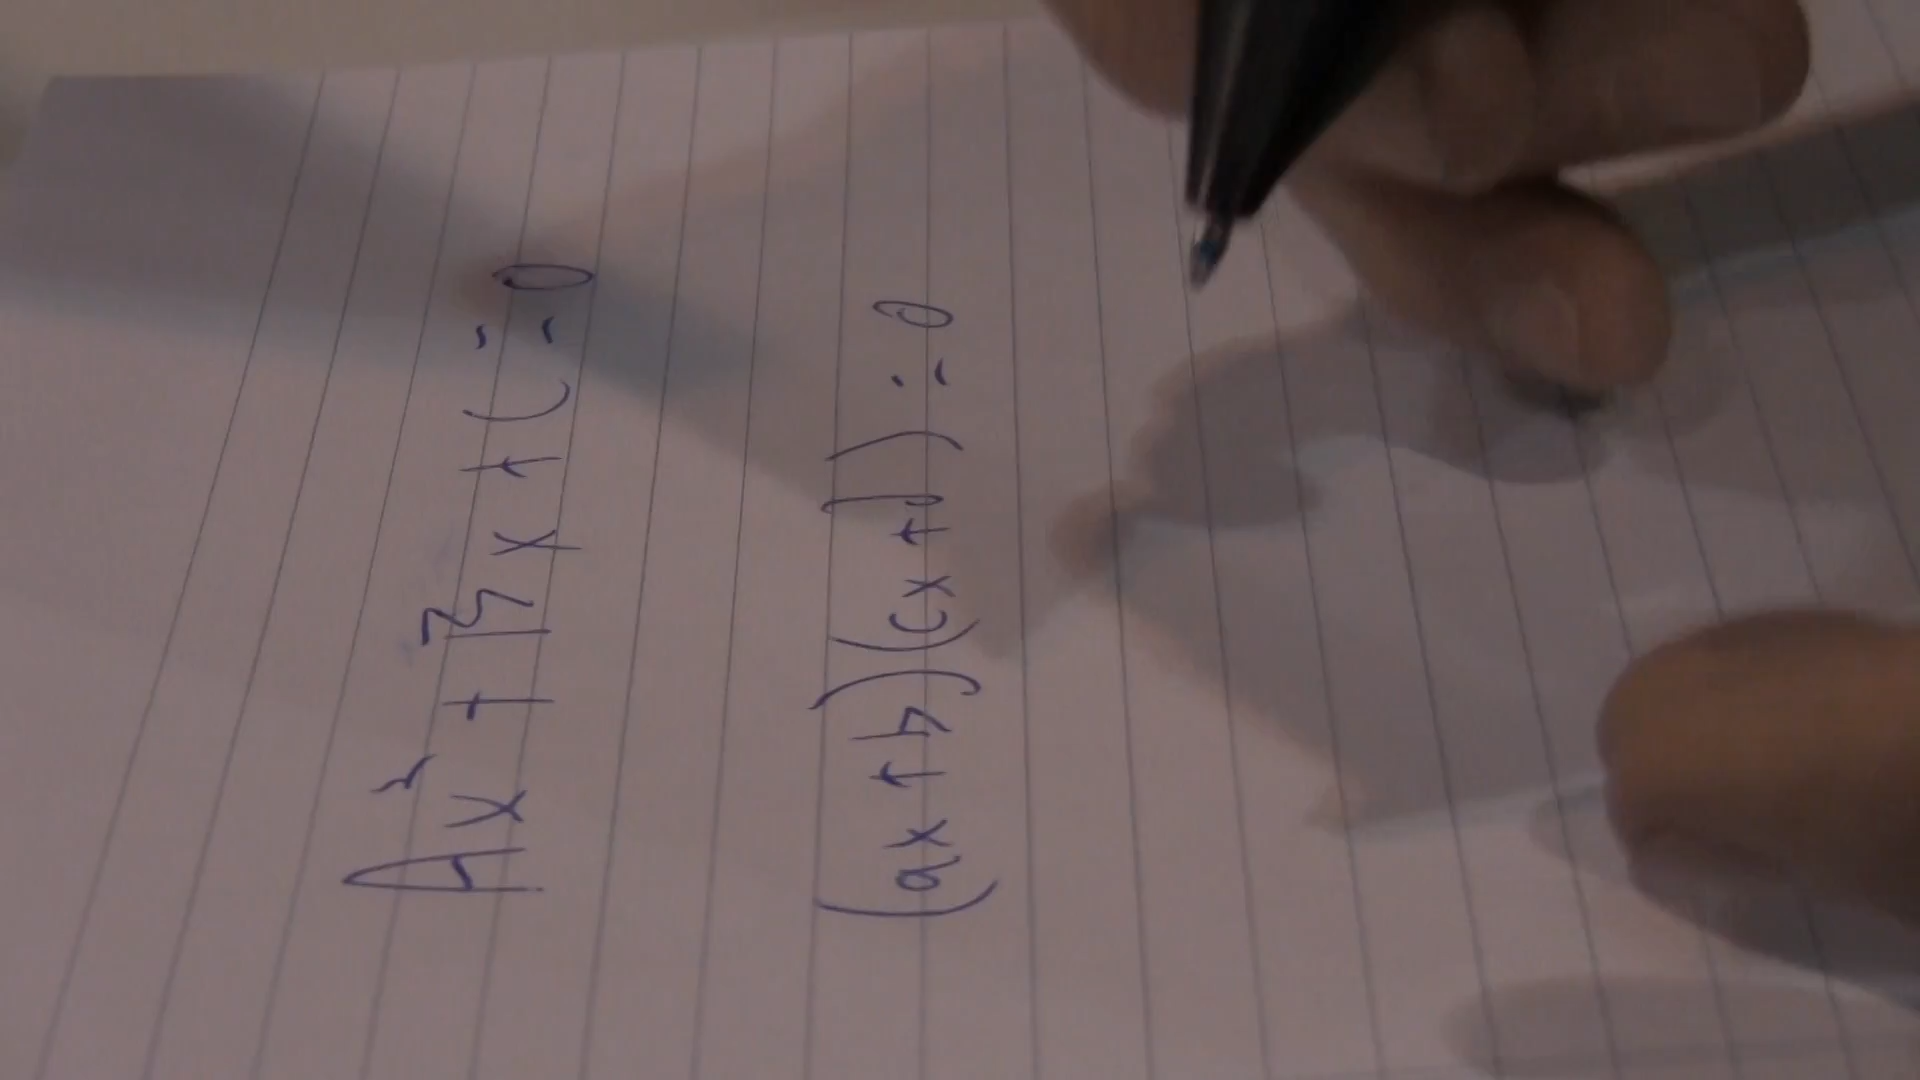 Ax² + Bx + C = 0
(ax + b)(cx + d) = 0